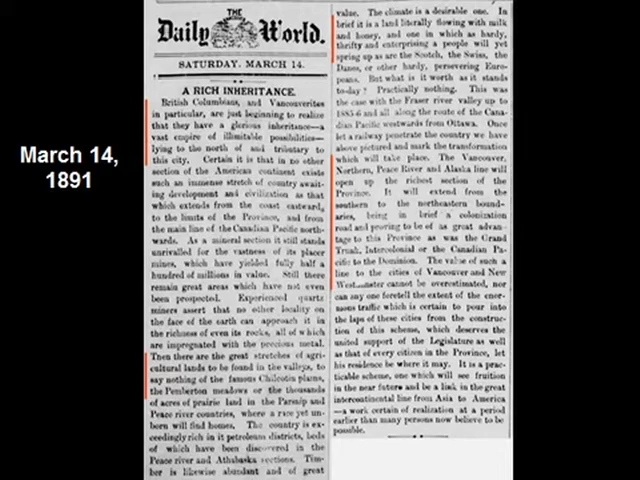 March 14,
1891
THE
Daily World.
SATURDAY. MARCH 14.
A RICH INHERITANCE.
British Columbians, and Vancouverites
in particular, are just beginning to realize
that they have a glorious inheritance—a
vast empire of illimitable possibilities—
lying to the north of and tributary to
this city. Certain it is that in no other
section of the American continent exists
such an immense stretch of country await-
ing development and civilization as that
which extends from the coast eastward,
to the limits of the Province, and from
the main line of the Canadian Pacific north-
wards. As a mineral section it still stands
unrivalled for the vastness of its placer
mines, which have yielded fully half a
hundred of millions in value. Still there
remain great areas which have not even
been prospected. Experienced quartz
miners assert that no other locality on
the face of the earth can approach it in
the richness of even its rocks, all of which
are impregnated with the precious metal.
Then there are the great stretches of agri-
cultural lands to be found in the valleys, to
say nothing of the famous Chilcotin plains,
the Pemberton meadows or the thousands
of acres of prairie land in the Parsnip and
Peace river countries, where a race yet un-
born will find homes. The country is ex-
ceedingly rich in it petroleum districts, beds
of which have been discovered in the
Peace river and Athabaska sections. Tim-
ber is likewise abundant and of great
value. The climate is a desirable one. In
brief it is a land literally flowing with milk
and honey, and one in which as hardy,
thrifty and enterprising a people will yet
spring up as are the Scotch, the Swiss, the
Danes, or other hardy, persevering Euro-
peans. But what is it worth as it stands
to-day? Practically nothing. This was
the case with the Fraser river valley up to
1885-6 and all along the route of the Cana-
dian Pacific westwards from Ottawa. Once
let a railway penetrate the country we have
above pictured and mark the transformation
which will take place. The Vancouver,
Northern, Peace River and Alaska line will
open up the richest section of the
Province. It will extend from the
southern to the northeastern bound-
aries, being in brief a colonization
road and proving to be of as great advan-
tage to this Province as was the Grand
Trunk, Intercolonial or the Canadian Pa-
cific to the Dominion. The value of such a
line to the cities of Vancouver and New
Westminster cannot be overestimated, nor
can any one foretell the extent of the enor-
mous traffic which is certain to pour into
the laps of these cities from the construc-
tion of this scheme, which deserves the
united support of the Legislature as well
as that of every citizen in the Province, let
his residence be where it may. It is a prac-
ticable scheme, one which will see fruition
in the near future and be a link in the great
intercontinental line from Asia to America
—a work certain of realization at a period
earlier than many persons now believe to be
possible.